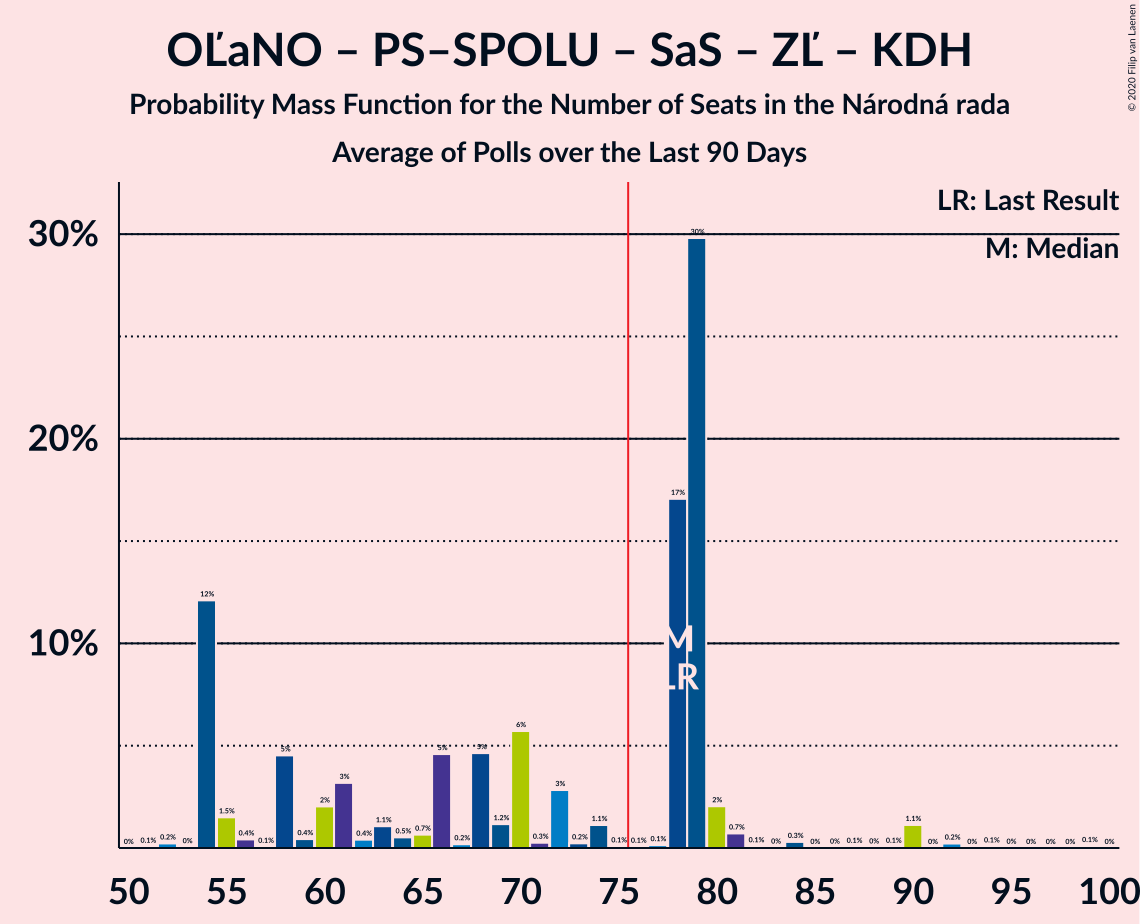 OĽaNO – PS–SPOLU – SaS – ZĽ – KDH
Probability Mass Function for the Number of Seats in the Národná rada
Average of Polls over the Last 90 Days
© 2020 Filip van Laenen
LR: Last Result
M: Median
30%
20%
10%
0% 0.1% 0.2% 0% 12% 1.5% 0.4% 0.1% 5% 0.4% 2% 3% 0.4% 1.1% 0.5% 0.7% 5% 0.2% 5% 1.2% 6% 0.3% 3% 0.2% 1.1% 0.1% 0.1% 0.1% 17% 30% 2% 0.7% 0.1% 0% 0.3% 0% 0% 0.1% 0% 0.1% 1.1% 0% 0.2% 0% 0.1% 0% 0% 0% 0% 0.1% 0%
M
LR
50 55 60 65 70 75 80 85 90 95 100